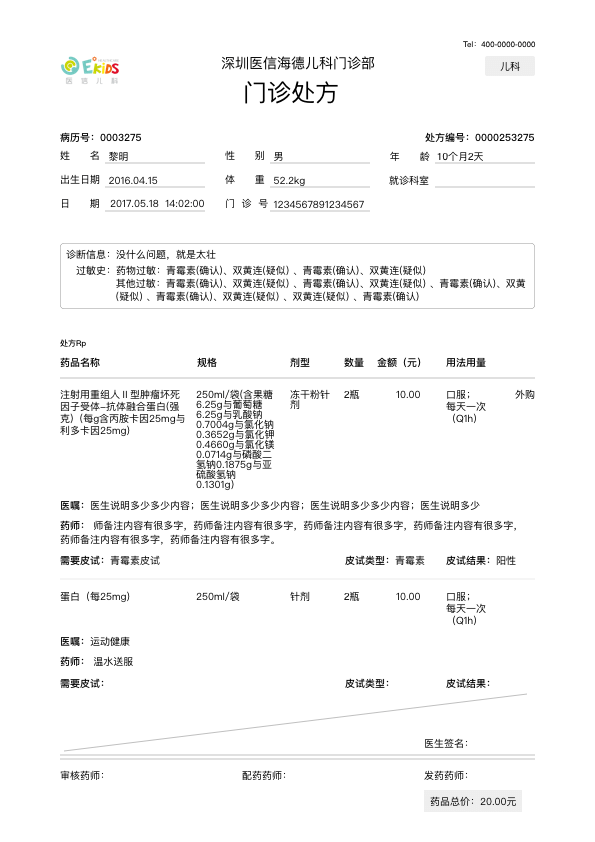 Tel：400-0000-0000
EKIDS
医信儿科
深圳医信海德儿科门诊部
儿科
门诊处方
病历号：0003275 处方编号：0000253275
姓 名 黎明 性 别 男 年 龄 10个月2天
出生日期 2016.04.15 体 重 52.2kg 就诊科室
日 期 2017.05.18 14:02:00 门 诊 号 1234567891234567
诊断信息：没什么问题，就是太壮
过敏史：药物过敏：青霉素(确认)、双黄连(疑似) 、青霉素(确认)、双黄连(疑似)
其他过敏：青霉素(确认)、双黄连(疑似) 、青霉素(确认)、双黄连(疑似) 、青霉素(确认)、双黄
(疑似) 、青霉素(确认)、双黄连(疑似) 、双黄连(疑似) 、青霉素(确认)
处方Rp
药品名称 规格 剂型 数量 金额（元） 用法用量
注射用重组人Ⅱ型肿瘤坏死
因子受体-抗体融合蛋白(强
克)（每g含丙胺卡因25mg与
利多卡因25mg)
250ml/袋(含果糖
6.25g与葡萄糖
6.25g与乳酸钠
0.7004g与氯化钠
0.3652g与氯化钾
0.4660g与氯化镁
0.0714g与磷酸二
氢钠0.1875g与亚
硫酸氢钠
0.1301g)
冻干粉针
剂
2瓶
10.00
口服；
每天一次
（Q1h）
外购
医嘱：医生说明多少多少内容；医生说明多少多少内容；医生说明多少多少内容；医生说明多少
药师： 师备注内容有很多字，药师备注内容有很多字，药师备注内容有很多字，药师备注内容有很多字，
药师备注内容有很多字，药师备注内容有很多字。
需要皮试：青霉素皮试 皮试类型：青霉素 皮试结果：阳性
蛋白（每25mg） 250ml/袋 针剂 2瓶 10.00 口服；
每天一次
（Q1h）
医嘱：运动健康
药师： 温水送服
需要皮试： 皮试类型： 皮试结果：
医生签名：
审核药师： 配药药师： 发药药师：
药品总价：20.00元